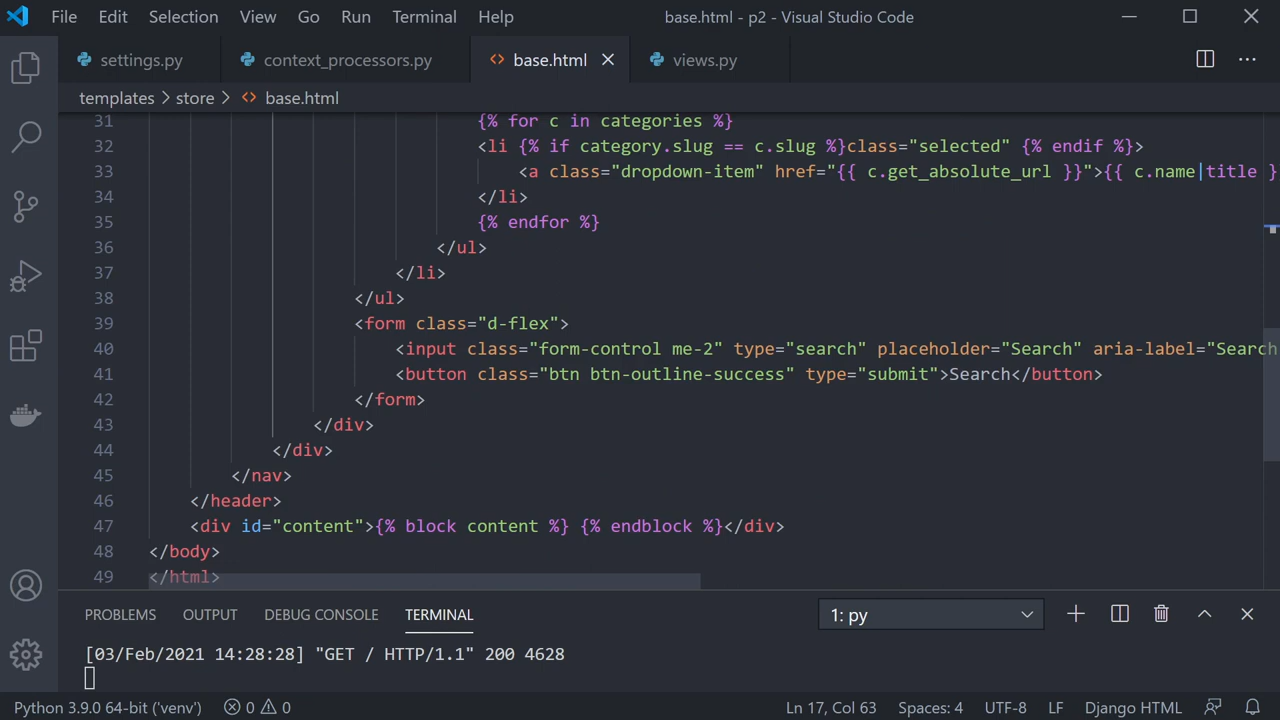 File Edit Selection View Go Run Terminal Help base.html - p2 - Visual Studio Code
settings.py context_processors.py <> base.html views.py
templates > store > <> base.html
31 {% for c in categories %}
32 <li {% if category.slug == c.slug %}class="selected" {% endif %}>
33 <a class="dropdown-item" href="{{ c.get_absolute_url }}">{{ c.name|title }
34 </li>
35 {% endfor %}
36 </ul>
37 </li>
38 </ul>
39 <form class="d-flex">
40 <input class="form-control me-2" type="search" placeholder="Search" aria-label="Search
41 <button class="btn btn-outline-success" type="submit">Search</button>
42 </form>
43 </div>
44 </div>
45 </nav>
46 </header>
47 <div id="content">{% block content %} {% endblock %}</div>
48 </body>
49 </html>
PROBLEMS OUTPUT DEBUG CONSOLE TERMINAL 1: py
[03/Feb/2021 14:28:28] "GET / HTTP/1.1" 200 4628
Python 3.9.0 64-bit ('venv') 0 0 Ln 17, Col 63 Spaces: 4 UTF-8 LF Django HTML